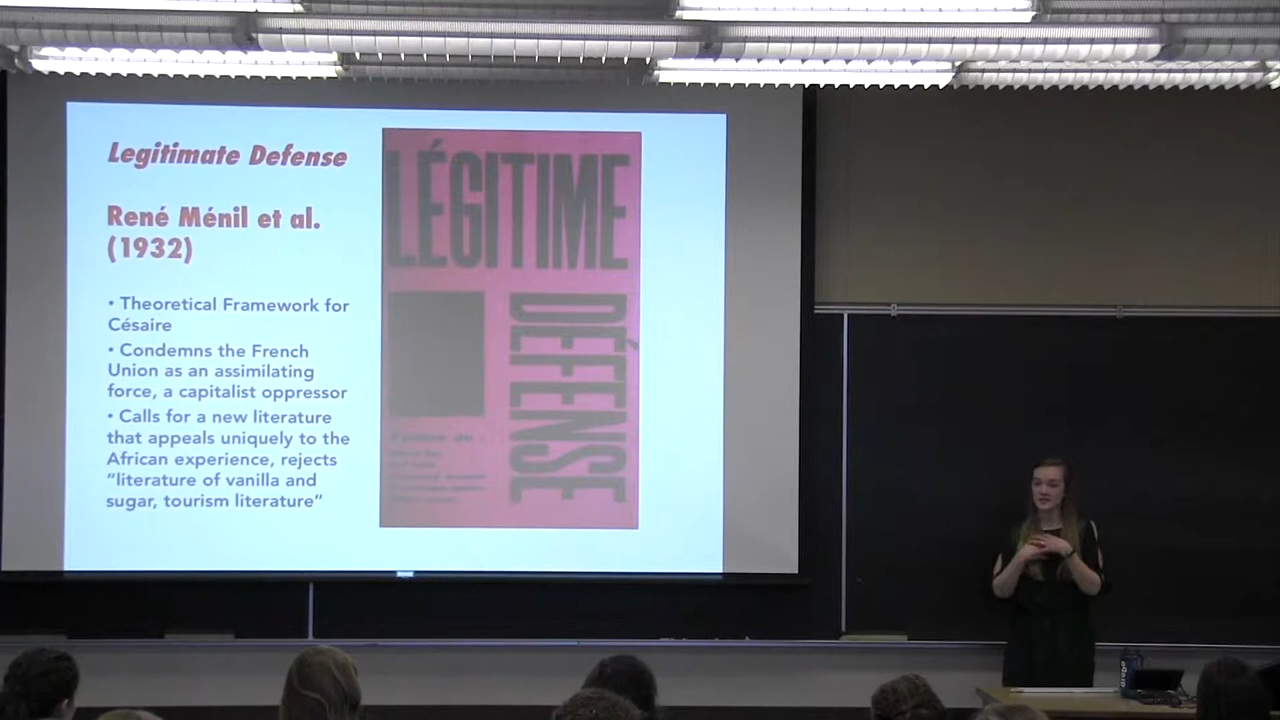 Legitimate Defense
René Ménil et al.
(1932)
• Theoretical Framework for
Césaire
• Condemns the French
Union as an assimilating
force, a capitalist oppressor
• Calls for a new literature
that appeals uniquely to the
African experience, rejects
“literature of vanilla and
sugar, tourism literature”
LÉGITIME
DÉFENSE